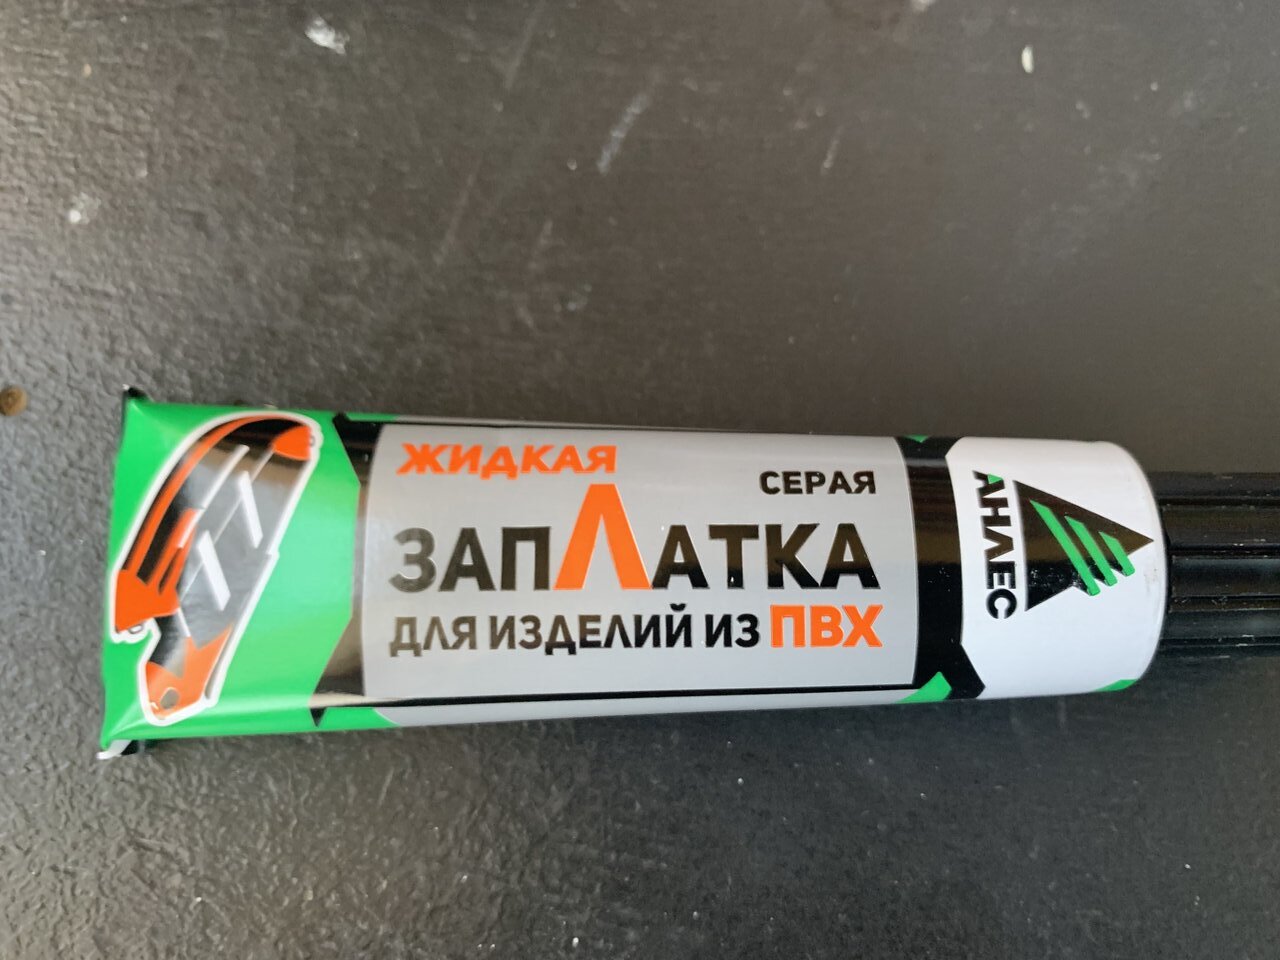 ЖИДКАЯ
СЕРАЯ
ЗАПЛАТКА
ДЛЯ ИЗДЕЛИЙ ИЗ ПВХ
АНЛЕС